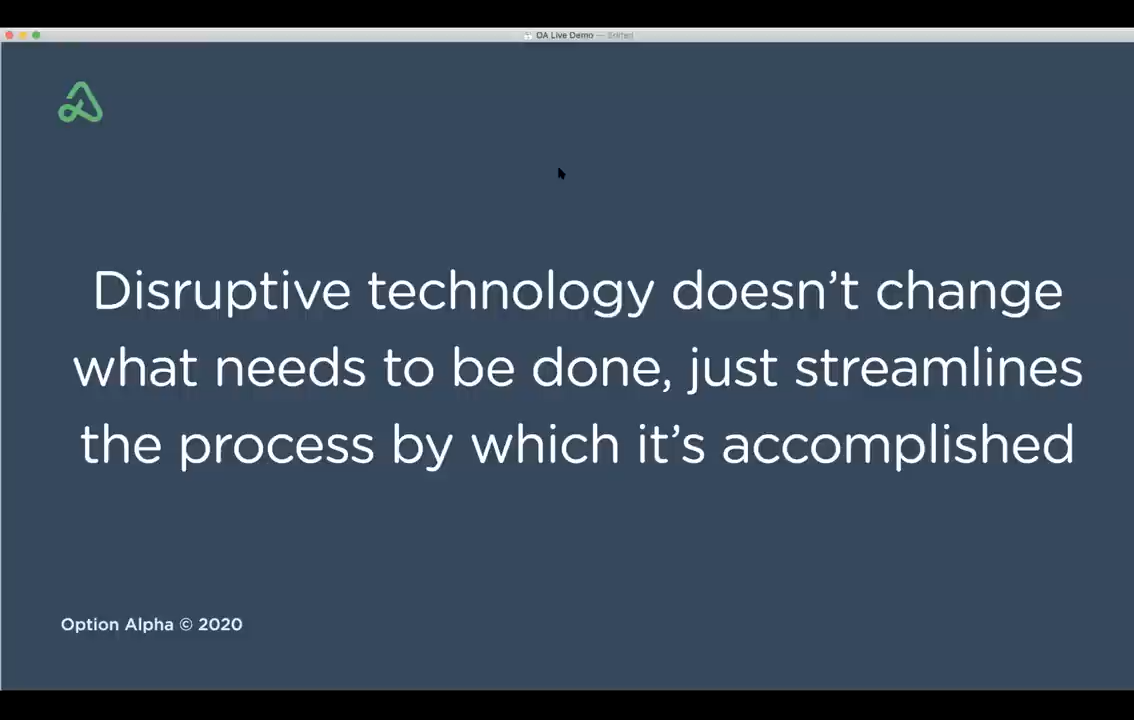 OA Live Demo — Edited
Disruptive technology doesn’t change
what needs to be done, just streamlines
the process by which it’s accomplished
Option Alpha © 2020